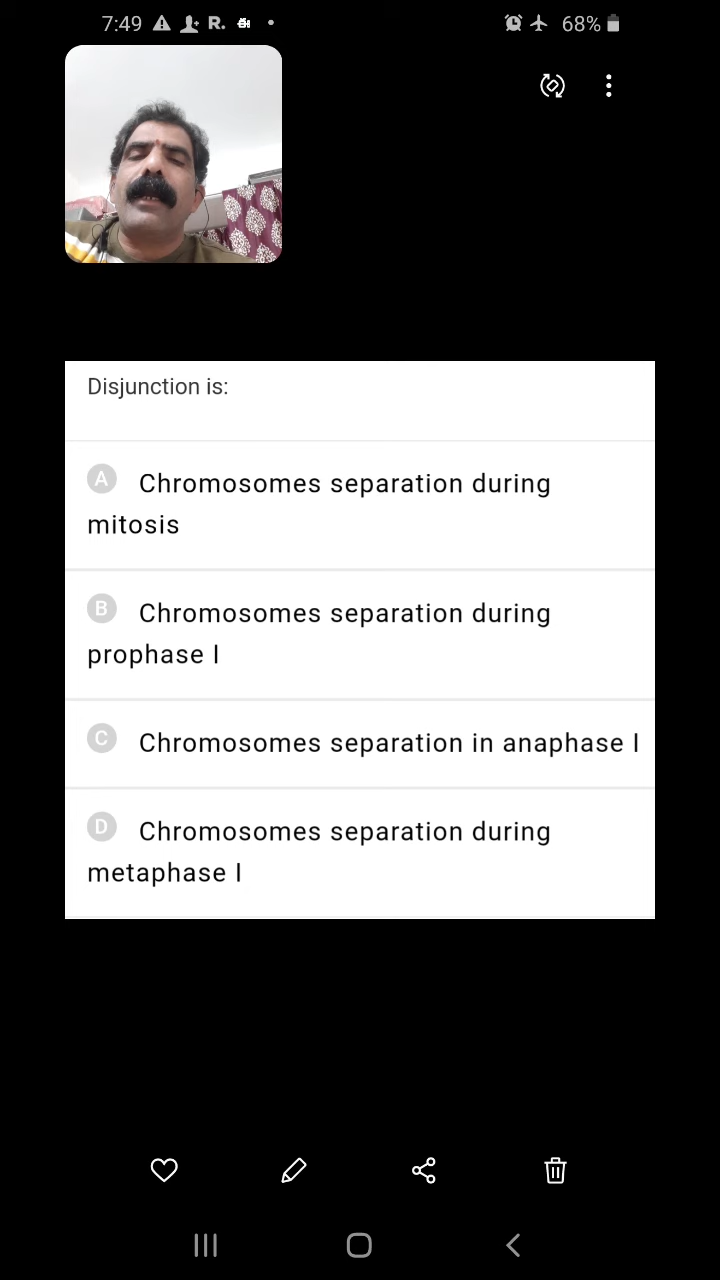 7:49 R. 68%
Disjunction is:
A Chromosomes separation during
mitosis
B Chromosomes separation during
prophase I
C Chromosomes separation in anaphase I
D Chromosomes separation during
metaphase I